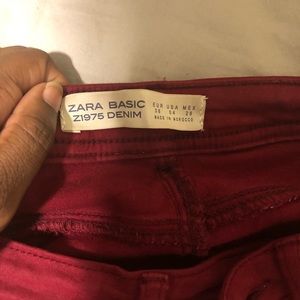 ZARA BASIC
Z1975 DENIM
EUR USA MEX
36 04 26
MADE IN MOROCCO